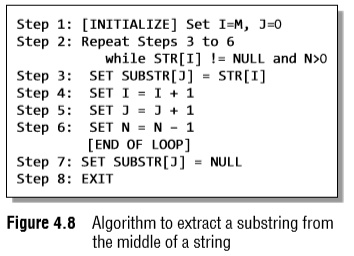 Step 1: [INITIALIZE] Set I=M, J=0
Step 2: Repeat Steps 3 to 6
while STR[I] != NULL and N>0
Step 3: SET SUBSTR[J] = STR[I]
Step 4: SET I = I + 1
Step 5: SET J = J + 1
Step 6: SET N = N - 1
[END OF LOOP]
Step 7: SET SUBSTR[J] = NULL
Step 8: EXIT
Figure 4.8 Algorithm to extract a substring from
the middle of a string